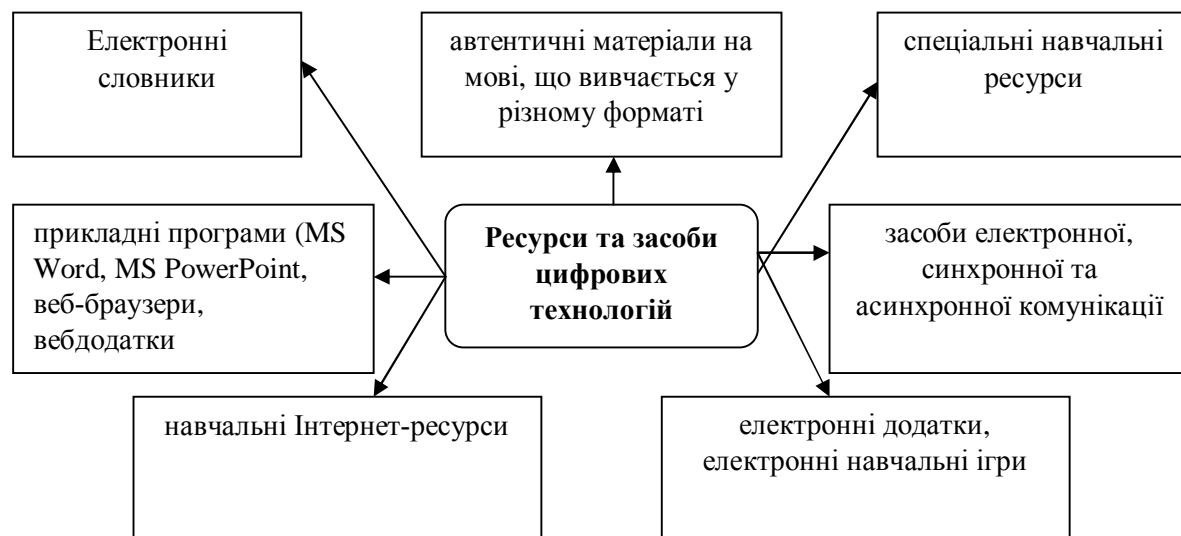 Електронні
словники
автентичні матеріали на
мові, що вивчається у
різному форматі
спеціальні навчальні
ресурси
прикладні програми (MS
Word, MS PowerPoint,
веб-браузери,
вебдодатки
Ресурси та засоби
цифрових
технологій
засоби електронної,
синхронної та
асинхронної комунікації
навчальні Інтернет-ресурси
електронні додатки,
електронні навчальні ігри